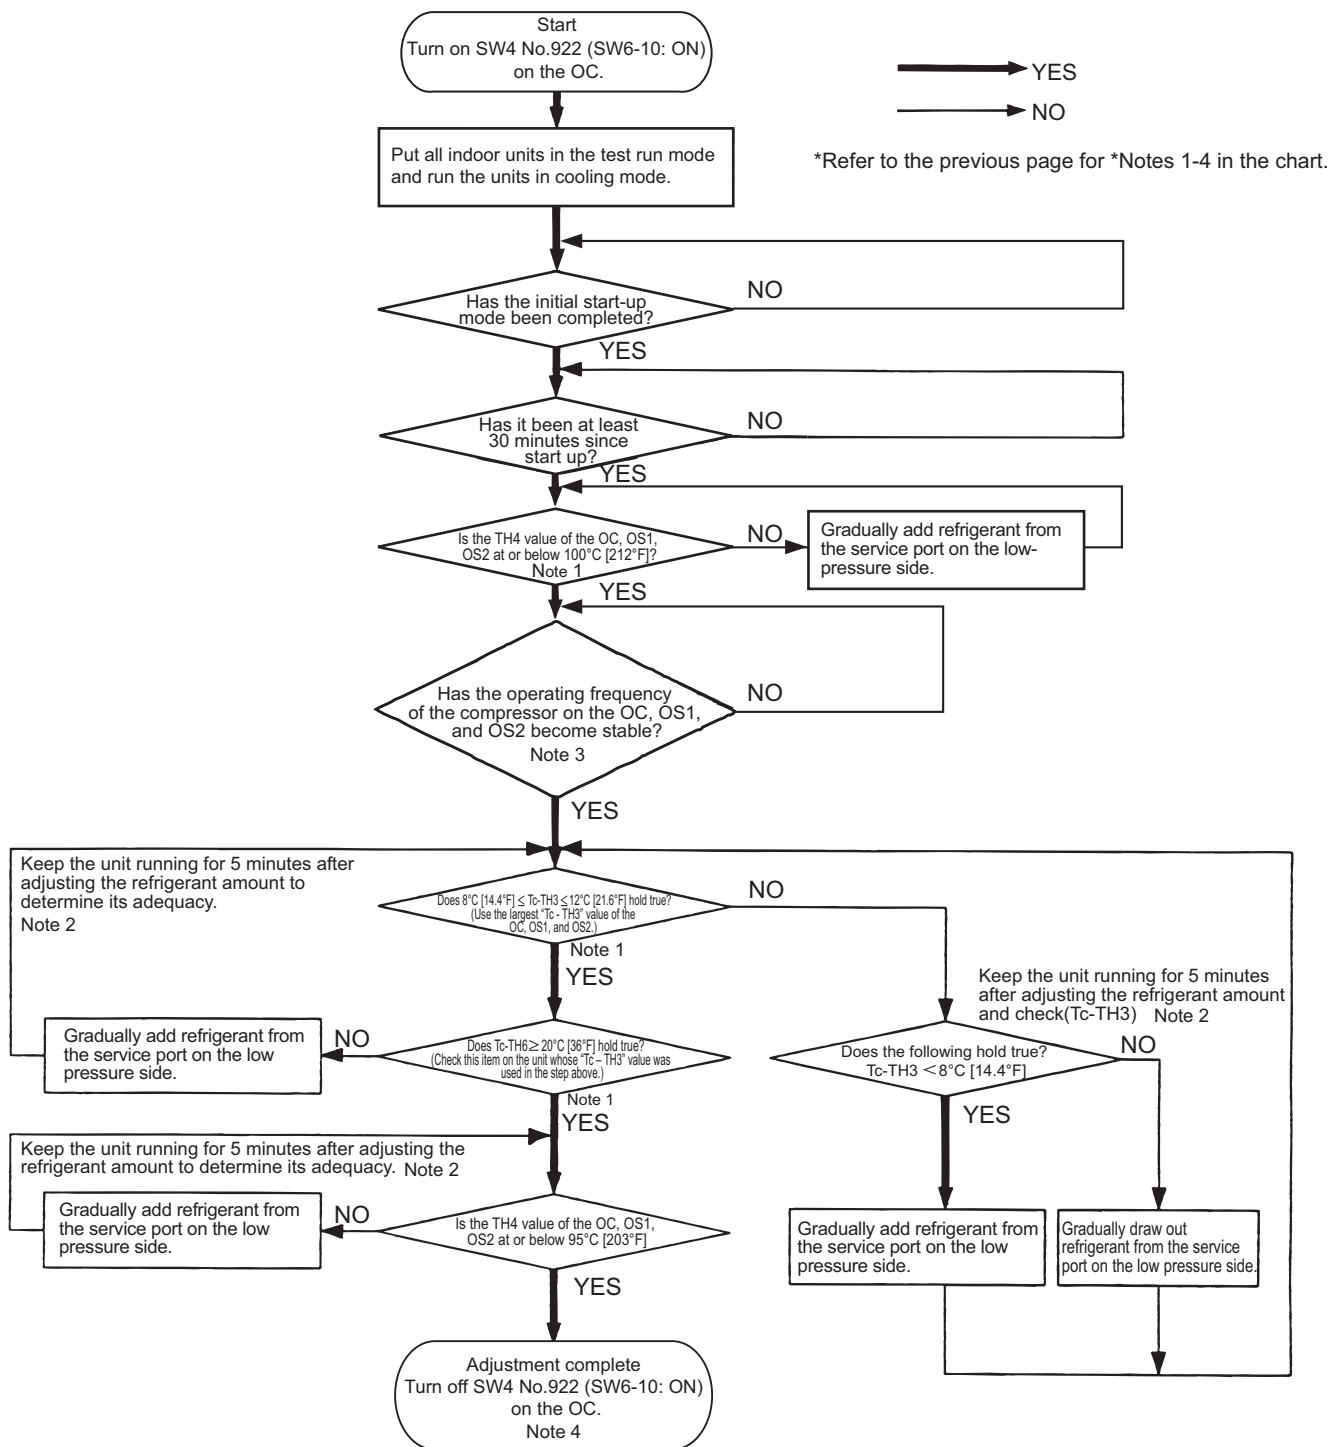 Start
Turn on SW4 No.922 (SW6-10: ON)
on the OC.
YES
NO
*Refer to the previous page for *Notes 1-4 in the chart.
Put all indoor units in the test run mode
and run the units in cooling mode.
Has the initial start-up
mode been completed?
NO
YES
Has it been at least
30 minutes since
start up?
NO
YES
Is the TH4 value of the OC, OS1,
OS2 at or below 100°C [212°F]?
Note 1
NO
Gradually add refrigerant from
the service port on the low-
pressure side.
YES
Has the operating frequency
of the compressor on the OC, OS1,
and OS2 become stable?
Note 3
NO
YES
Keep the unit running for 5 minutes after
adjusting the refrigerant amount to
determine its adequacy.
Note 2
Does 8°C [14.4°F] ≤ Tc-TH3 ≤12°C [21.6°F] hold true?
(Use the largest “Tc - TH3” value of the
OC, OS1, and OS2.)
Note 1
NO
YES
Keep the unit running for 5 minutes
after adjusting the refrigerant amount
and check(Tc-TH3) Note 2
Gradually add refrigerant from
the service port on the low
pressure side.
NO
Does Tc-TH6≥ 20°C [36°F] hold true?
(Check this item on the unit whose “Tc – TH3” value was
used in the step above.)
Note 1
YES
Does the following hold true?
Tc-TH3 <8°C [14.4°F]
NO
YES
Keep the unit running for 5 minutes after adjusting the
refrigerant amount to determine its adequacy. Note 2
Gradually add refrigerant from
the service port on the low
pressure side.
NO
Is the TH4 value of the OC, OS1,
OS2 at or below 95°C [203°F]
YES
Gradually add refrigerant from
the service port on the low
pressure side.
Gradually draw out
refrigerant from the service
port on the low pressure side.
Adjustment complete
Turn off SW4 No.922 (SW6-10: ON)
on the OC.
Note 4